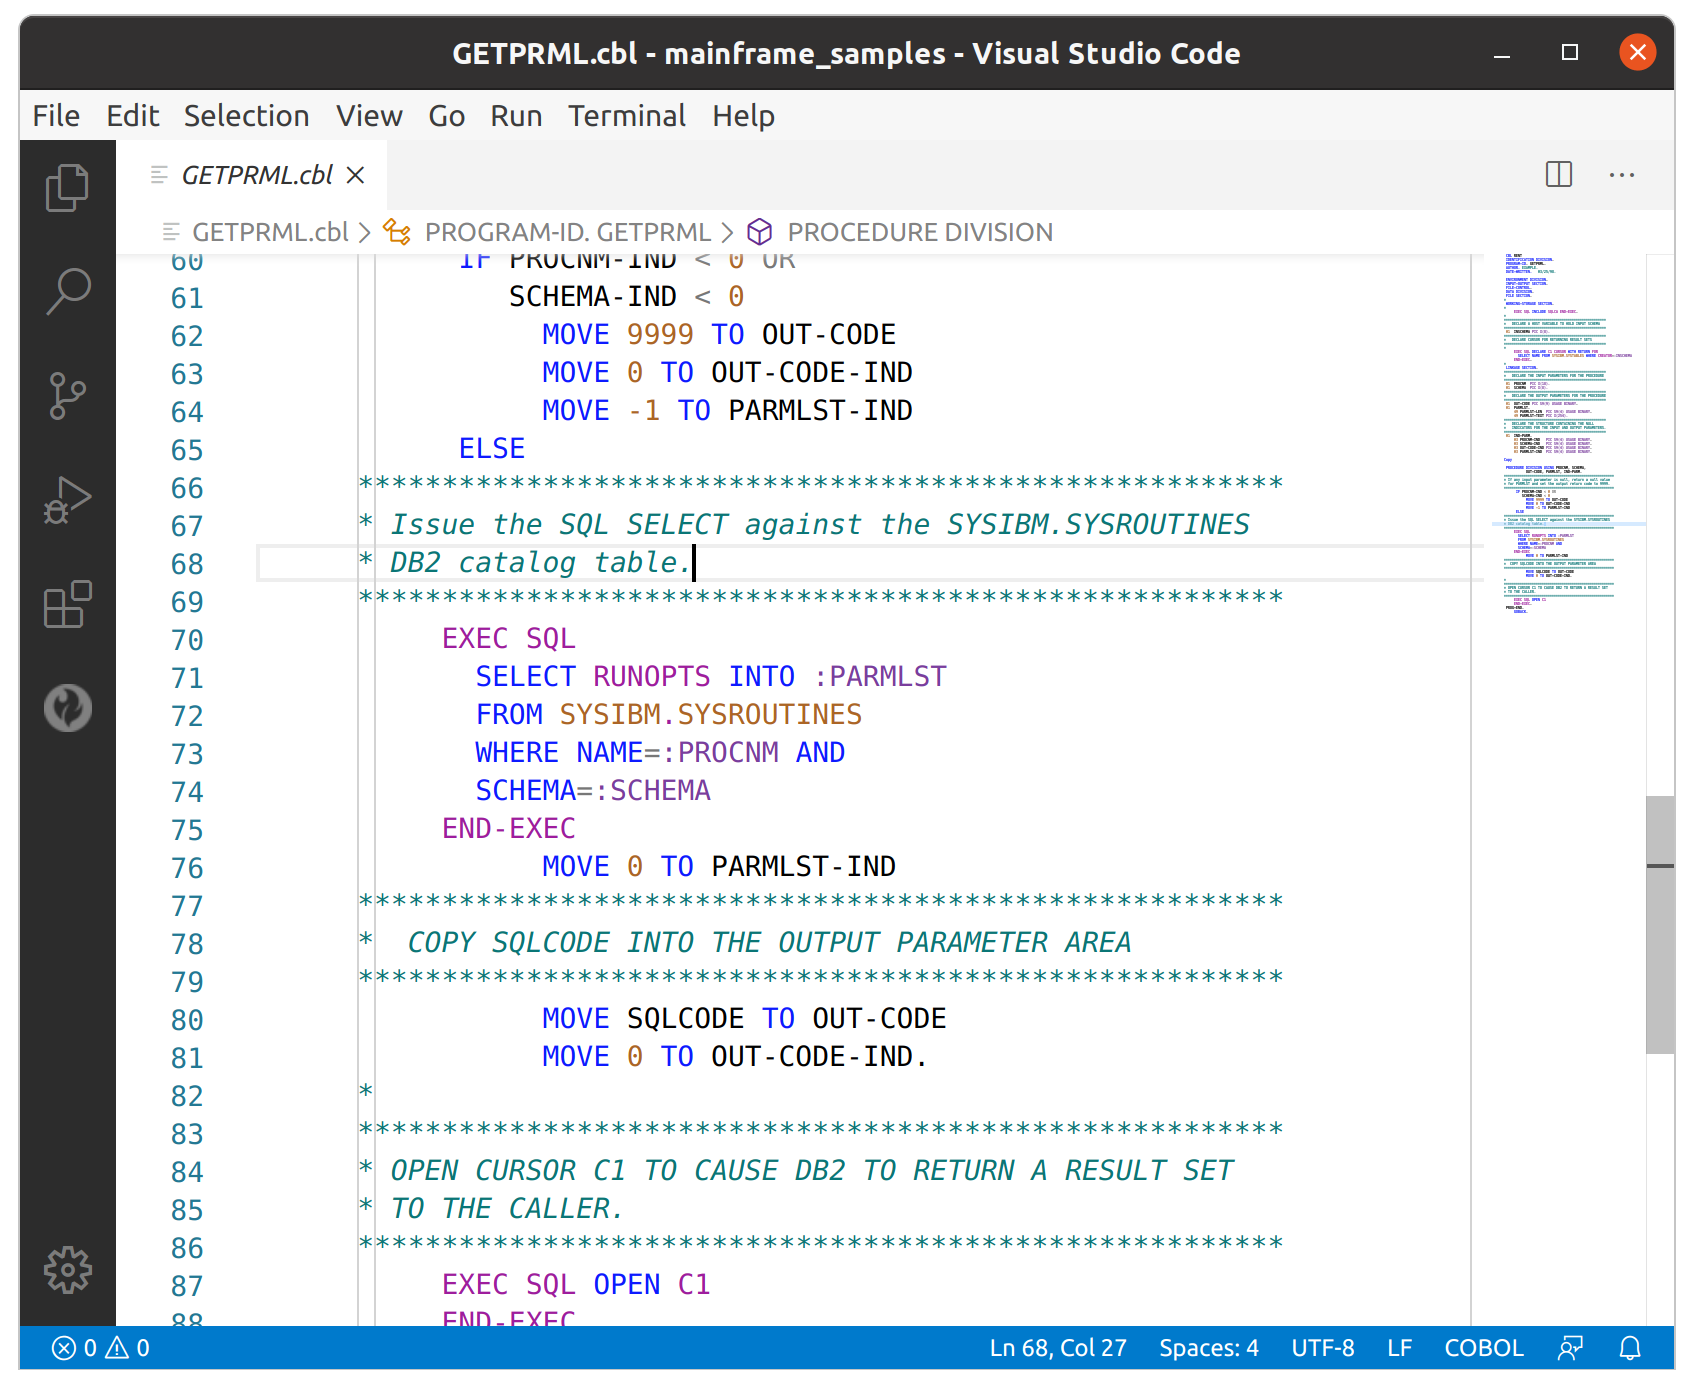 GETPRML.cbl - mainframe_samples - Visual Studio Code
File Edit Selection View Go Run Terminal Help
GETPRML.cbl
GETPRML.cbl > PROGRAM-ID. GETPRML > PROCEDURE DIVISION
60 IF PROCNM-IND < 0 OR
61 SCHEMA-IND < 0
62 MOVE 9999 TO OUT-CODE
63 MOVE 0 TO OUT-CODE-IND
64 MOVE -1 TO PARMLST-IND
65 ELSE
66 *******************************************************
67 * Issue the SQL SELECT against the SYSIBM.SYSROUTINES
68 * DB2 catalog table.
69 *******************************************************
70 EXEC SQL
71 SELECT RUNOPTS INTO :PARMLST
72 FROM SYSIBM.SYSROUTINES
73 WHERE NAME=:PROCNM AND
74 SCHEMA=:SCHEMA
75 END-EXEC
76 MOVE 0 TO PARMLST-IND
77 *******************************************************
78 * COPY SQLCODE INTO THE OUTPUT PARAMETER AREA
79 *******************************************************
80 MOVE SQLCODE TO OUT-CODE
81 MOVE 0 TO OUT-CODE-IND.
82 *
83 *******************************************************
84 * OPEN CURSOR C1 TO CAUSE DB2 TO RETURN A RESULT SET
85 * TO THE CALLER.
86 *******************************************************
87 EXEC SQL OPEN C1
88 END-EXEC
0 0 Ln 68, Col 27 Spaces: 4 UTF-8 LF COBOL